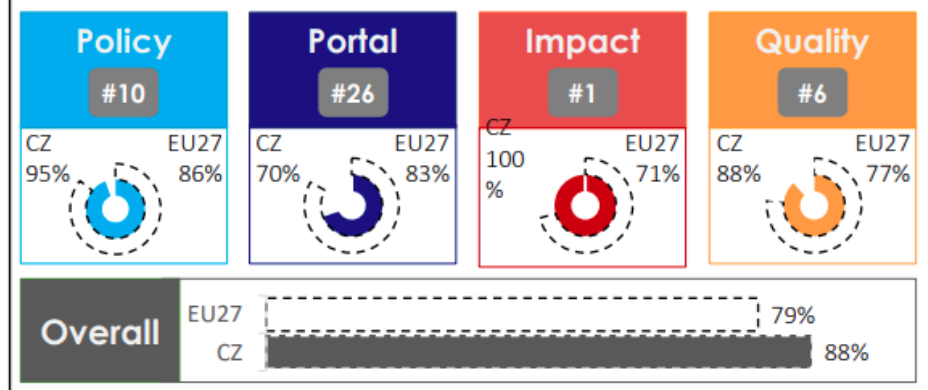 Policy
#10
CZ EU27
95% 86%
Portal
#26
CZ EU27
70% 83%
Impact
#1
CZ EU27
100 71%
%
Quality
#6
CZ EU27
88% 77%
Overall
EU27 79%
CZ 88%